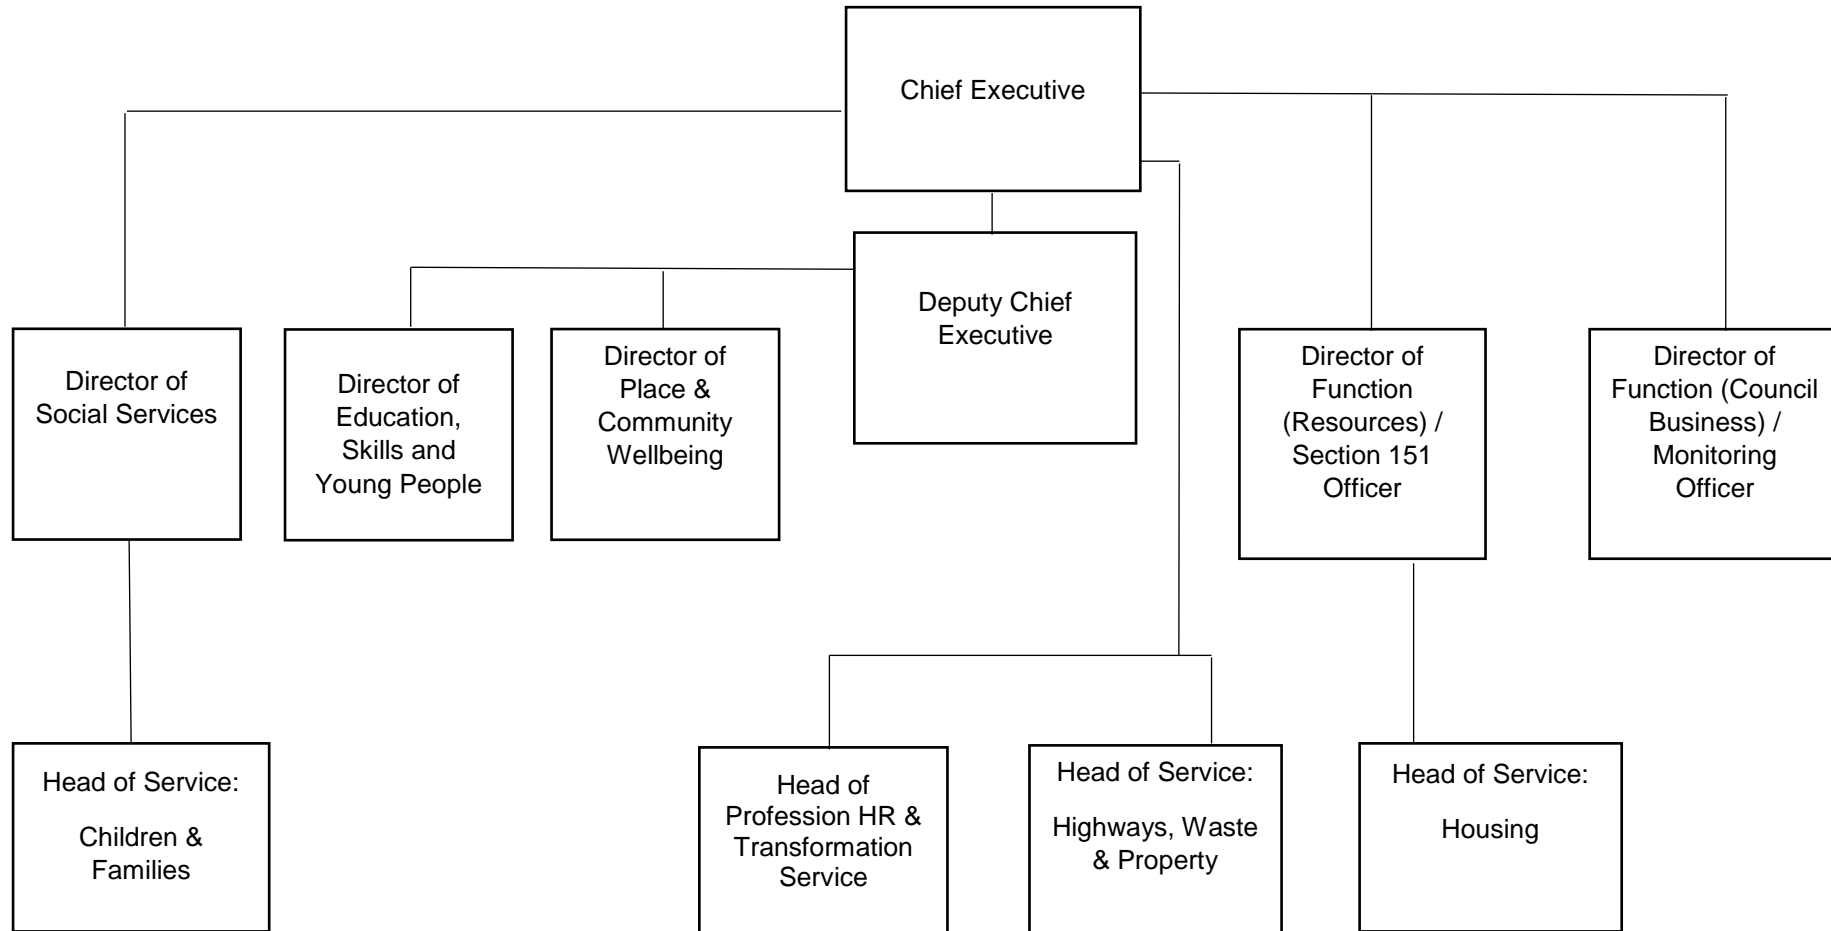 Chief Executive
Deputy Chief
Executive
Director of
Social Services
Director of
Education,
Skills and
Young People
Director of
Place &
Community
Wellbeing
Director of
Function
(Resources) /
Section 151
Officer
Director of
Function (Council
Business) /
Monitoring
Officer
Head of Service:
Children &
Families
Head of
Profession HR &
Transformation
Service
Head of Service:
Highways, Waste
& Property
Head of Service:
Housing